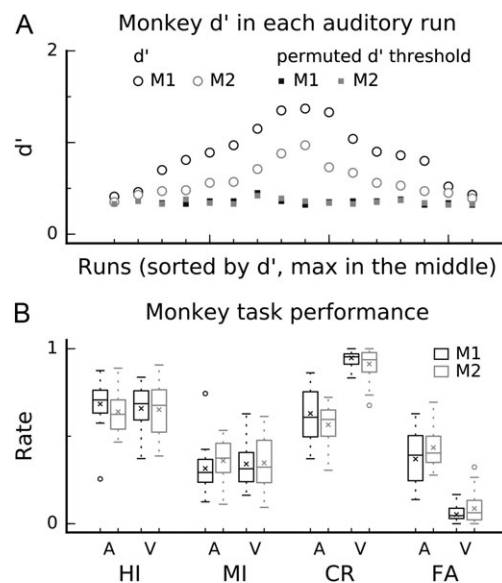 A Monkey d' in each auditory run
2
d' permuted d' threshold
M1 M2 M1 M2
d'
0
Runs (sorted by d', max in the middle)
B Monkey task performance
1
M1
M2
Rate
0
A V A V A V A V
HI MI CR FA